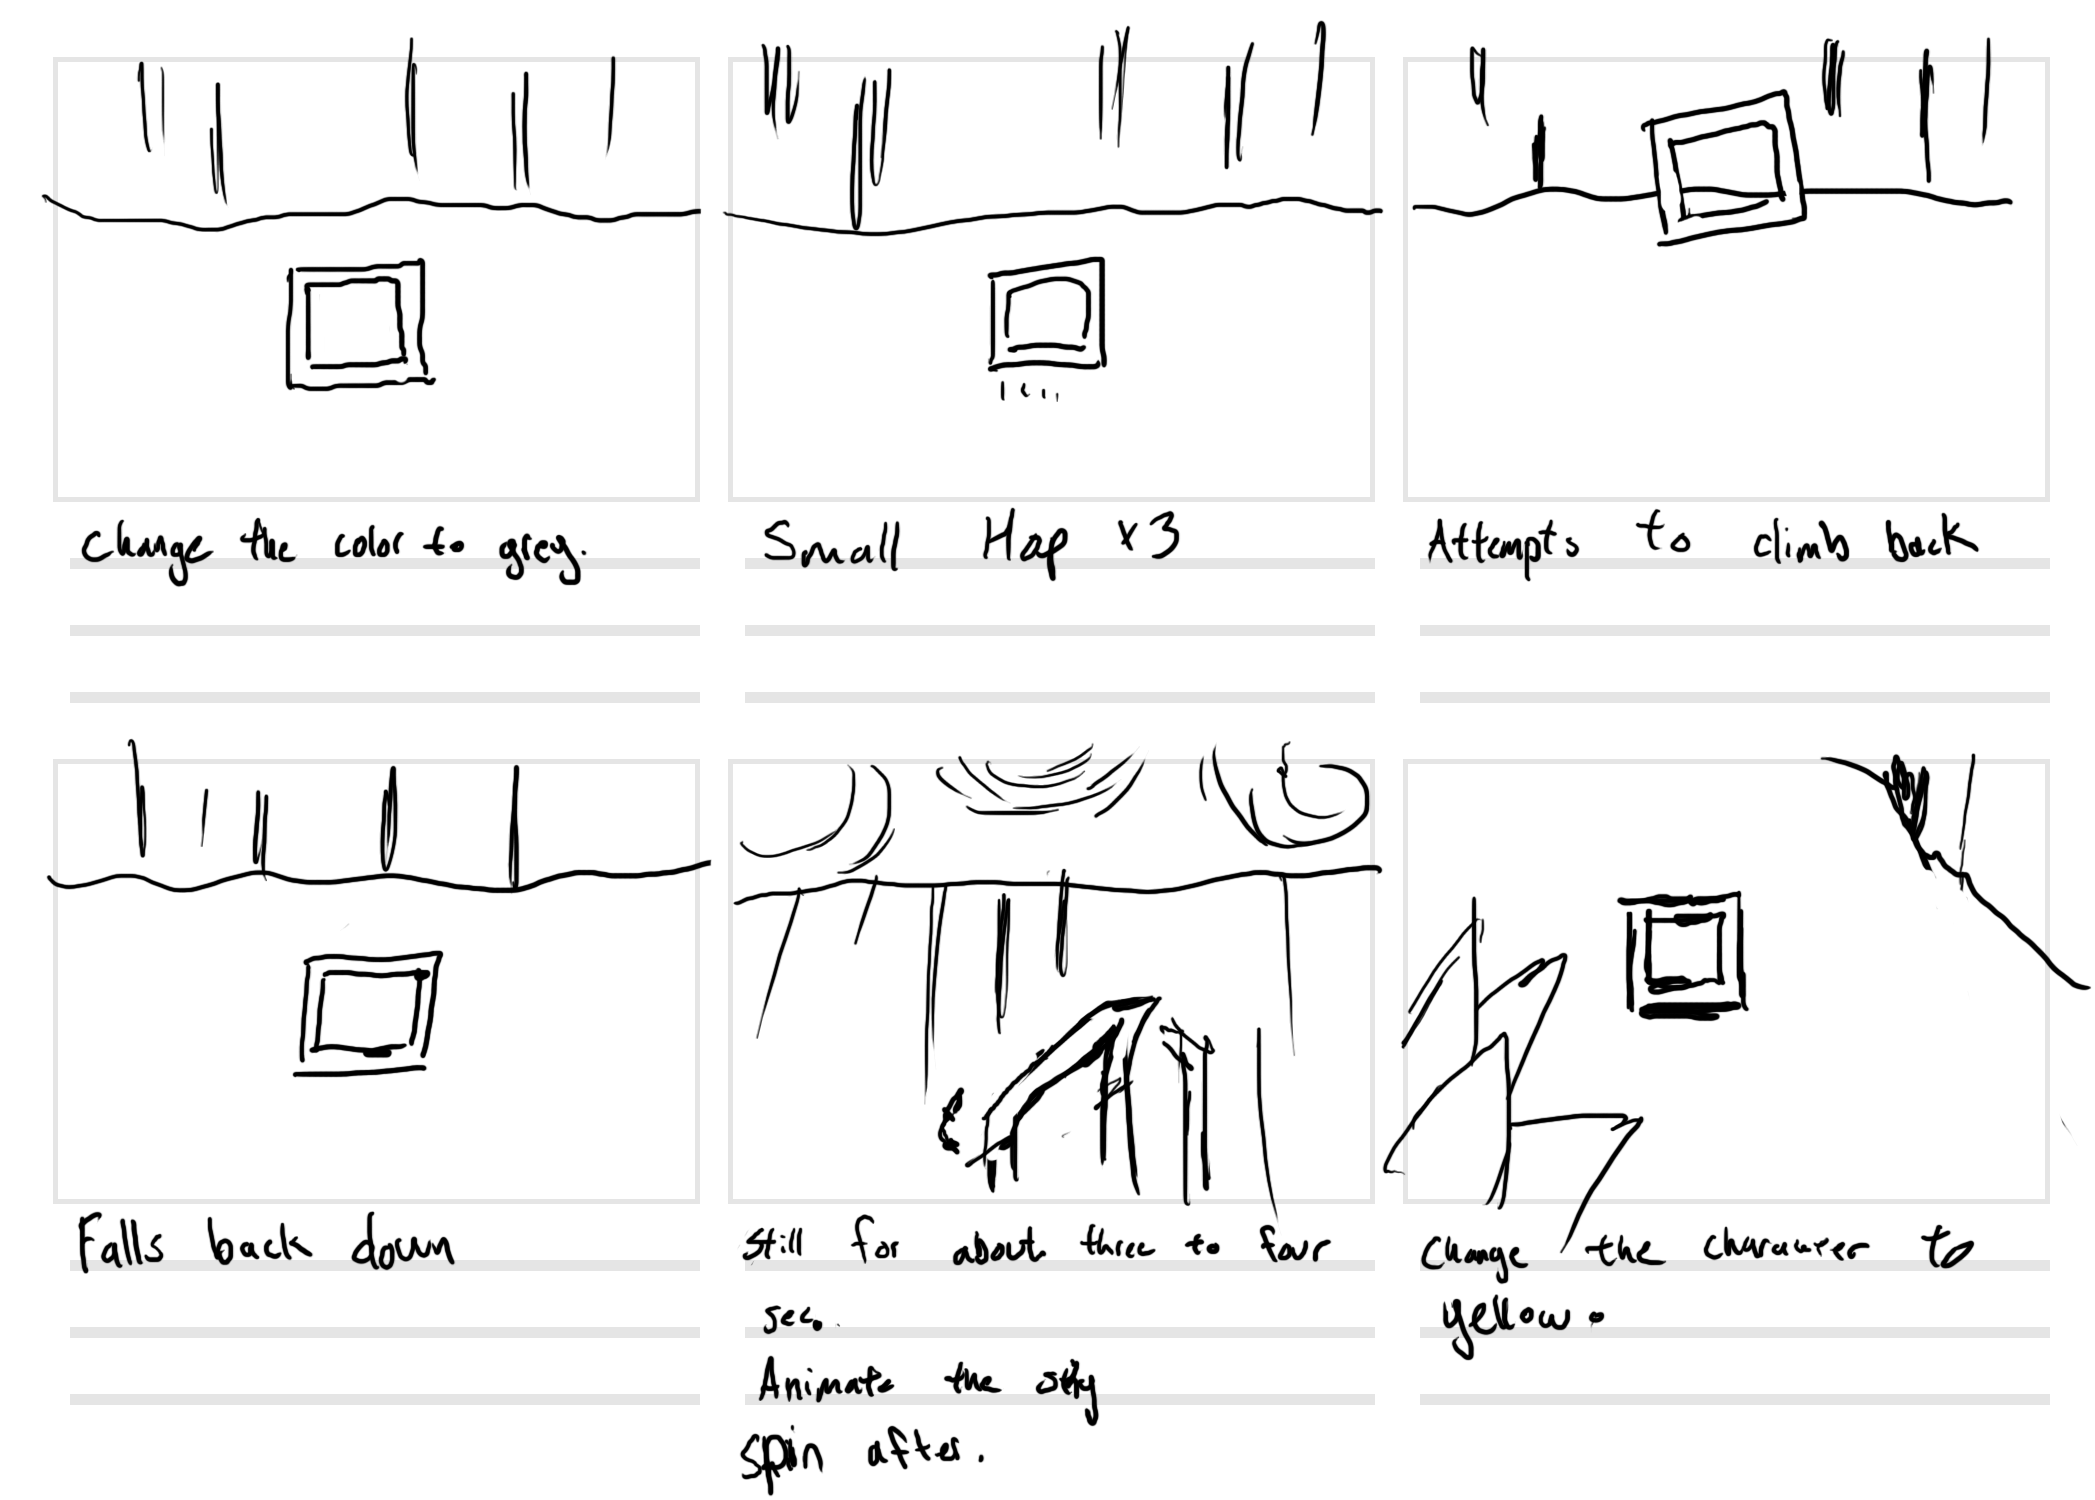 Change the color to grey.
Small Hop x3
Attempts to climb back
Falls back down
Still for about three to four
sec.
Animate the sky
spin after.
Change the character to
yellow.